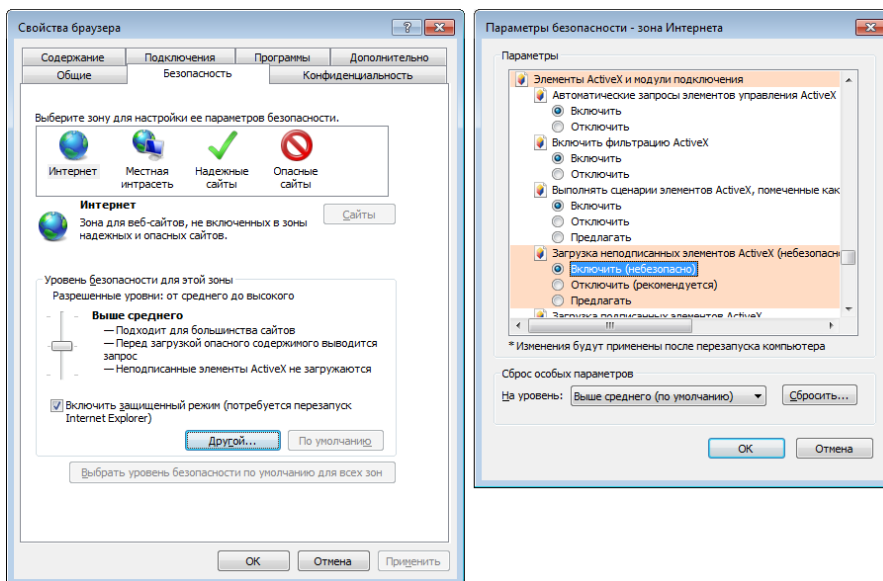 Свойства браузера
Содержание
Подключения
Программы
Дополнительно
Общие
Безопасность
Конфиденциальность
Выберите зону для настройки ее параметров безопасности.
Интернет
Местная
интрасеть
Надежные
сайты
Опасные
сайты
Интернет
Зона для веб-сайтов, не включенных в зоны
надежных и опасных сайтов.
Сайты
Уровень безопасности для этой зоны
Разрешенные уровни: от среднего до высокого
Выше среднего
— Подходит для большинства сайтов
— Перед загрузкой опасного содержимого выводится
запрос
— Неподписанные элементы ActiveX не загружаются
Включить защищенный режим (потребуется перезапуск
Internet Explorer)
Другой...
По умолчанию
Выбрать уровень безопасности по умолчанию для всех зон
OK
Отмена
Применить
Параметры безопасности - зона Интернета
Параметры
Элементы ActiveX и модули подключения
Автоматические запросы элементов управления ActiveX
Включить
Отключить
Включить фильтрацию ActiveX
Включить
Отключить
Выполнять сценарии элементов ActiveX, помеченные как
Включить
Отключить
Предлагать
Загрузка неподписанных элементов ActiveX (небезопасн
Включить (небезопасно)
Отключить (рекомендуется)
Предлагать
Загрузка подписанных элементов ActiveX
*Изменения будут применены после перезапуска компьютера
Сброс особых параметров
На уровень:
Выше среднего (по умолчанию)
Сбросить...
OK
Отмена